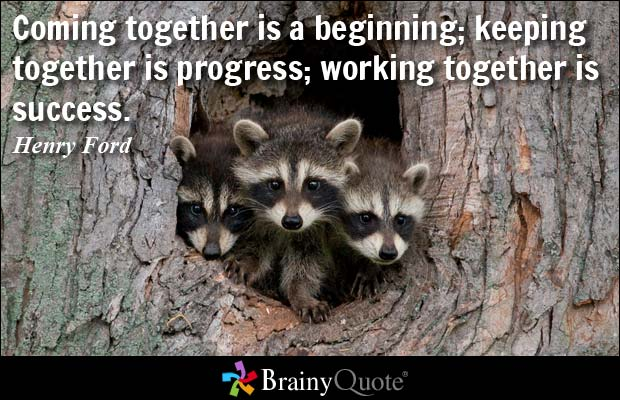 Coming together is a beginning; keeping
together is progress; working together is
success.
Henry Ford
BrainyQuote®